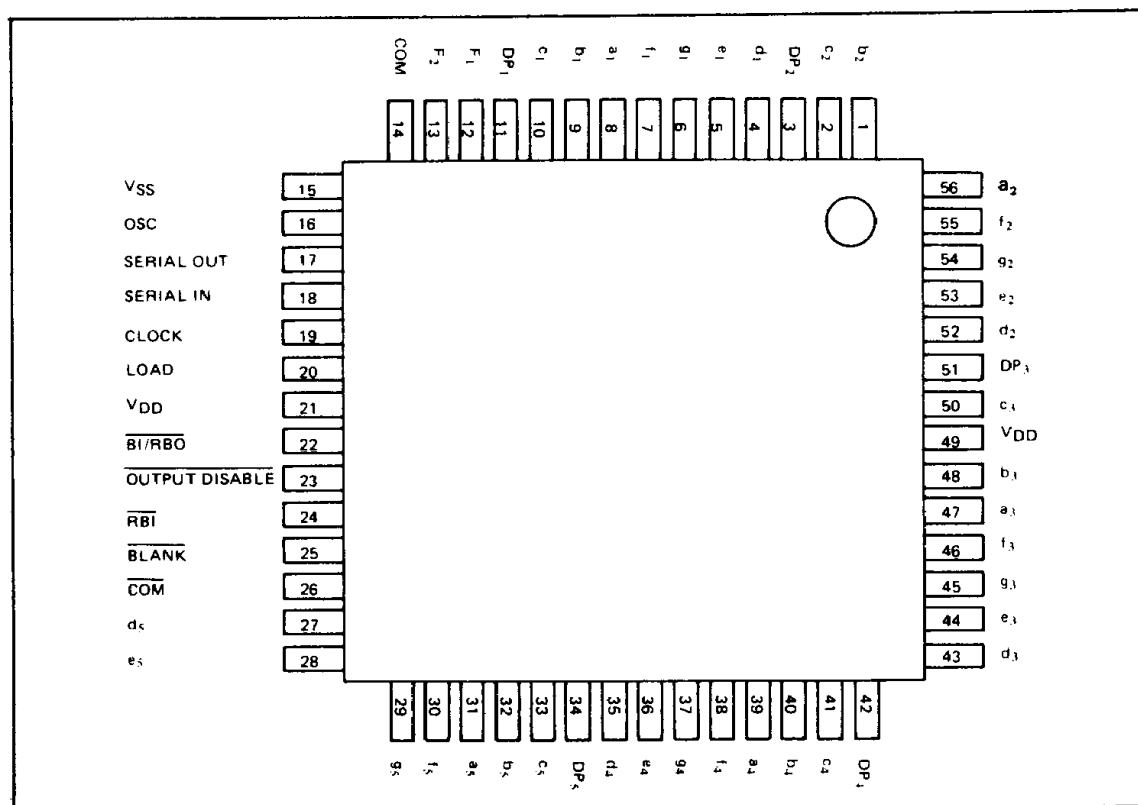 COM F₂ F₁ DP₁ c₁ b₁ a₁ f₁ g₁ e₁ d₁ DP₂ c₂ b₂
14 13 12 11 10 9 8 7 6 5 4 3 2 1
VSS 15
OSC 16
SERIAL OUT 17
SERIAL IN 18
CLOCK 19
LOAD 20
VDD 21
BI/RBO 22
OUTPUT DISABLE 23
RBI 24
BLANK 25
COM 26
d₅ 27
e₅ 28
56 a₂
55 f₂
54 g₂
53 e₂
52 d₂
51 DP₃
50 c₃
49 VDD
48 b₃
47 a₃
46 f₃
45 g₃
44 e₃
43 d₃
29 30 31 32 33 34 35 36 37 38 39 40 41 42
g₅ f₅ a₅ b₅ c₅ DP₅ d₄ e₄ g₄ f₄ a₄ b₄ c₄ DP₄